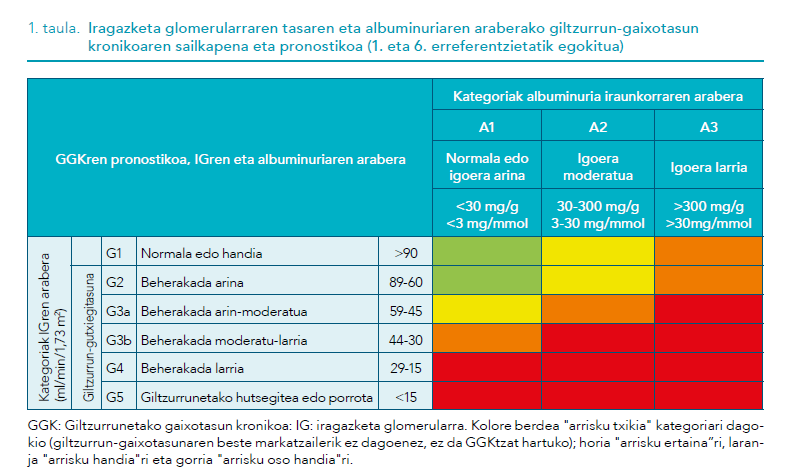 1. taula. Iragazketa glomerularraren tasaren eta albuminuriaren araberako giltzurrun-gaixotasun
kronikoaren sailkapena eta pronostikoa (1. eta 6. erreferentzietatik egokitua)
GGKren pronostikoa, IGren eta albuminuriaren arabera
Kategoriak albuminuria iraunkorraren arabera
A1 A2 A3
Normala edo
igoera arina
Igoera
moderatua
Igoera larria
<30 mg/g
<3 mg/mmol
30-300 mg/g
3-30 mg/mmol
>300 mg/g
>30mg/mmol
Kategoriak IGren arabera
(ml/min/1,73 m²)
Giltzurrun-gutxiegitasuna
G1 Normala edo handia >90
G2 Beherakada arina 89-60
G3a Beherakada arin-moderatua 59-45
G3b Beherakada moderatu-larria 44-30
G4 Beherakada larria 29-15
G5 Giltzurrunetako hutsegitea edo porrota <15
GGK: Giltzurrunetako gaixotasun kronikoa: IG: iragazketa glomerularra. Kolore berdea "arrisku txikia" kategoriari dago-
kio (giltzurrun-gaixotasunaren beste markatzailerik ez dagoenez, ez da GGKtzat hartuko); horia "arrisku ertaina"ri, laran-
ja "arrisku handia"ri eta gorria "arrisku oso handia"ri.